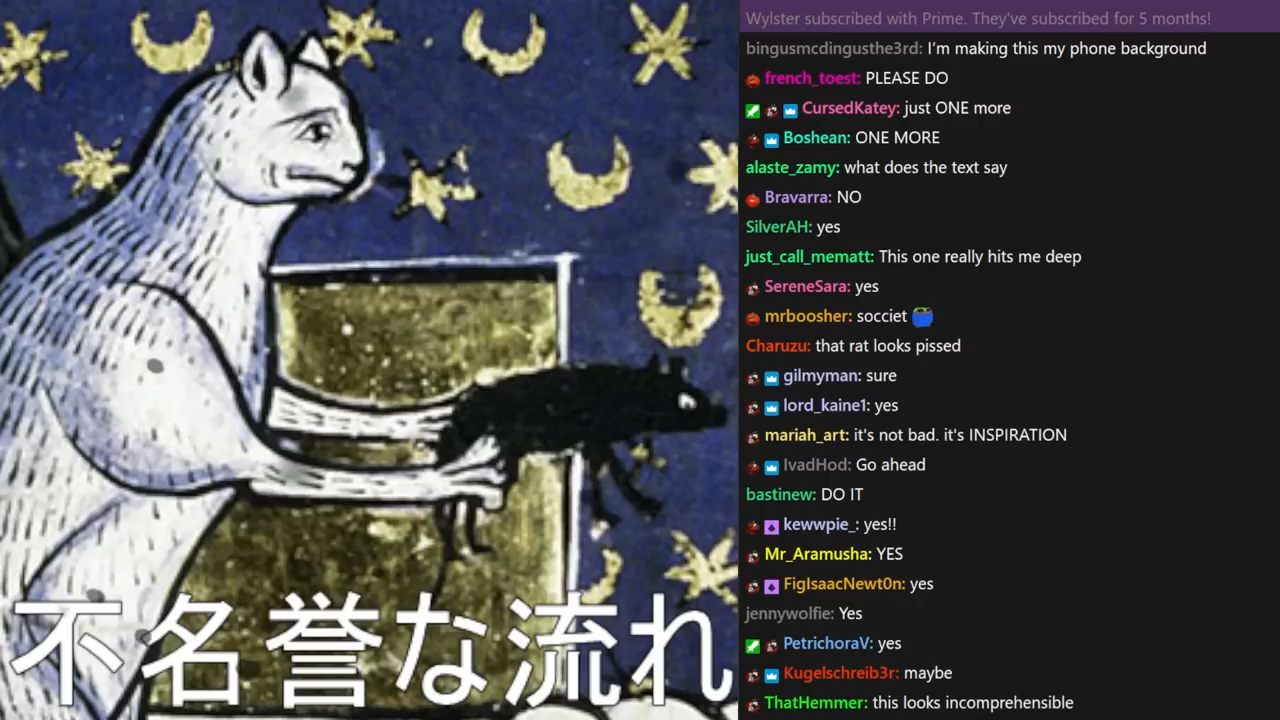 Wylster subscribed with Prime. They've subscribed for 5 months!
bingusmcdingusthe3rd: I'm making this my phone background
french_toest: PLEASE DO
CursedKatey: just ONE more
Boshean: ONE MORE
alaste_zamy: what does the text say
Bravarra: NO
SilverAH: yes
just_call_mematt: This one really hits me deep
SereneSara: yes
mrboosher: socciet
Charuzu: that rat looks pissed
gilmyman: sure
lord_kaine1: yes
mariah_art: it's not bad. it's INSPIRATION
IvadHod: Go ahead
bastinew: DO IT
kewwpie_: yes!!
Mr_Aramusha: YES
FigIsaacNewt0n: yes
jennywolfie: Yes
PetrichoraV: yes
Kugelschreib3r: maybe
ThatHemmer: this looks incomprehensible
不名誉な流れ